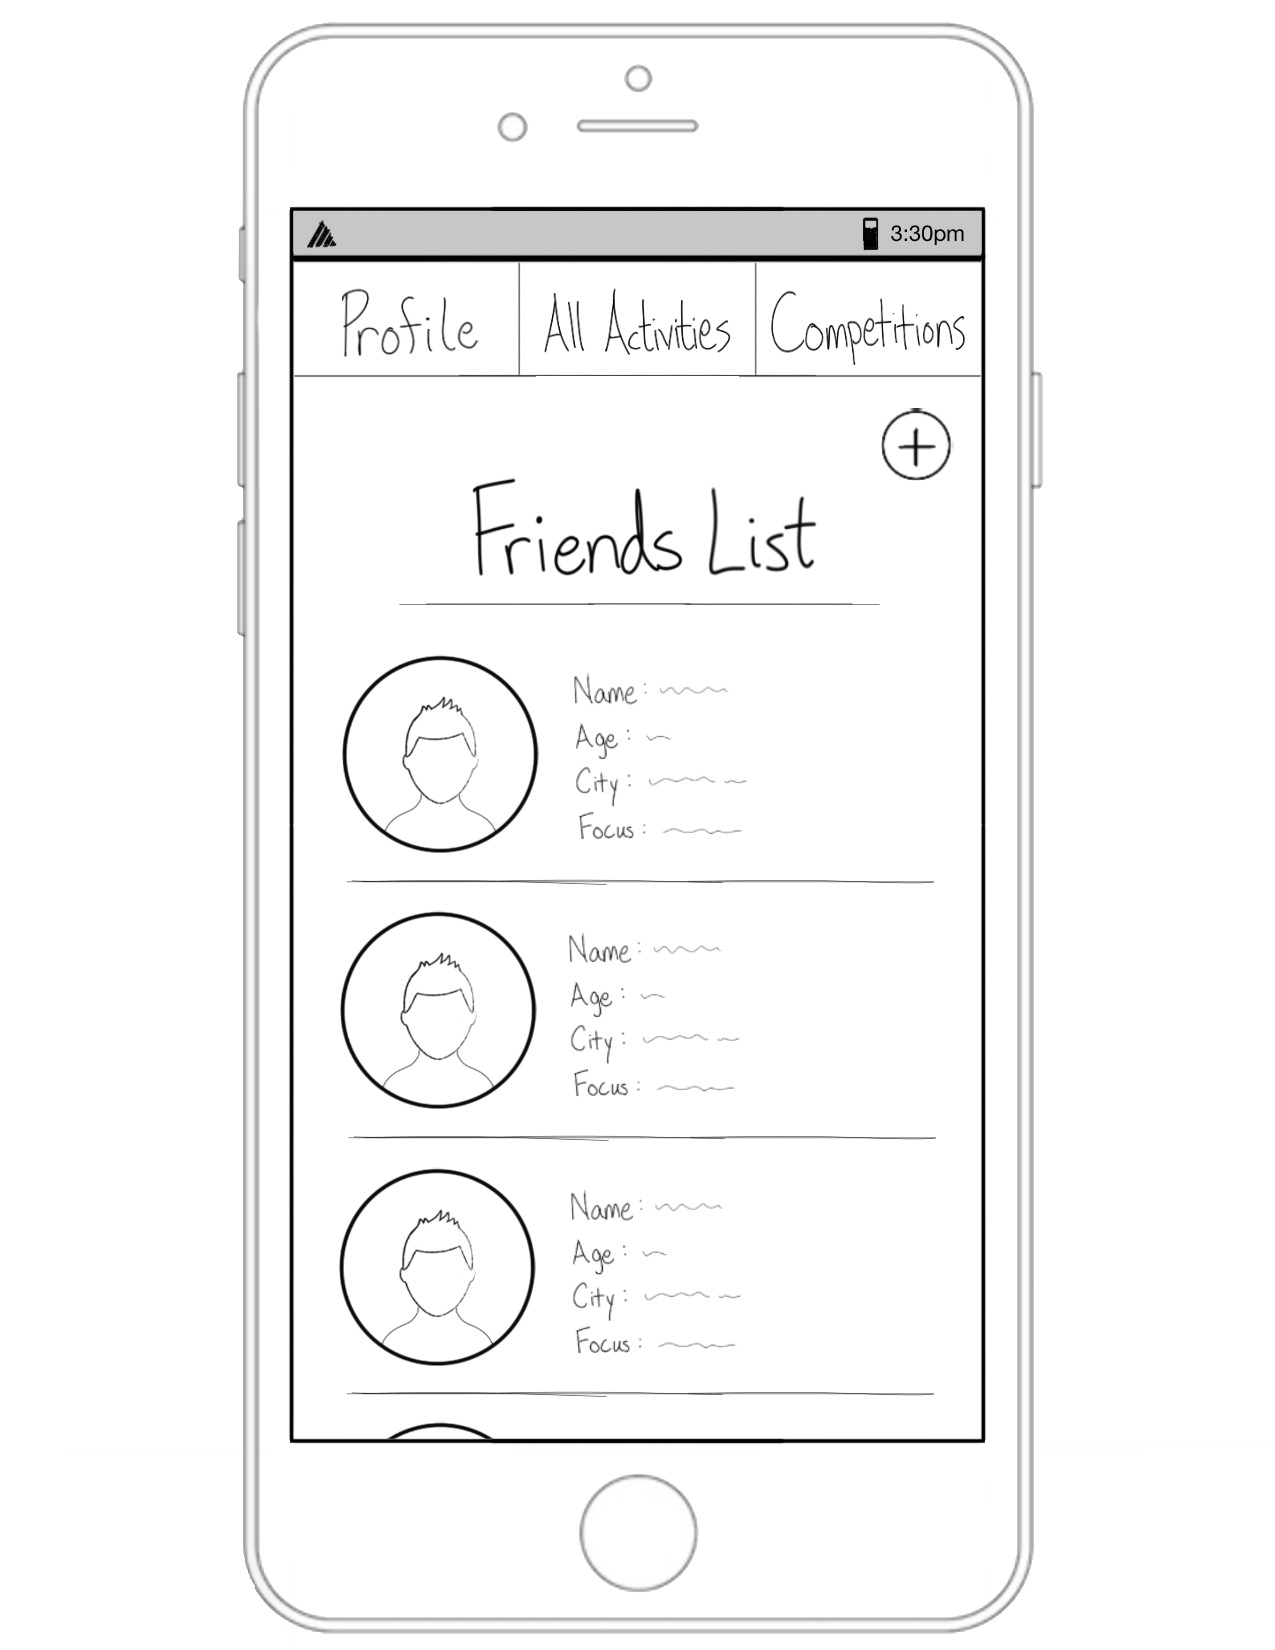 3:30pm
Profile All Activities Competitions
+
Friends List
Name:
Age:
City:
Focus:
Name:
Age:
City:
Focus:
Name:
Age:
City:
Focus: